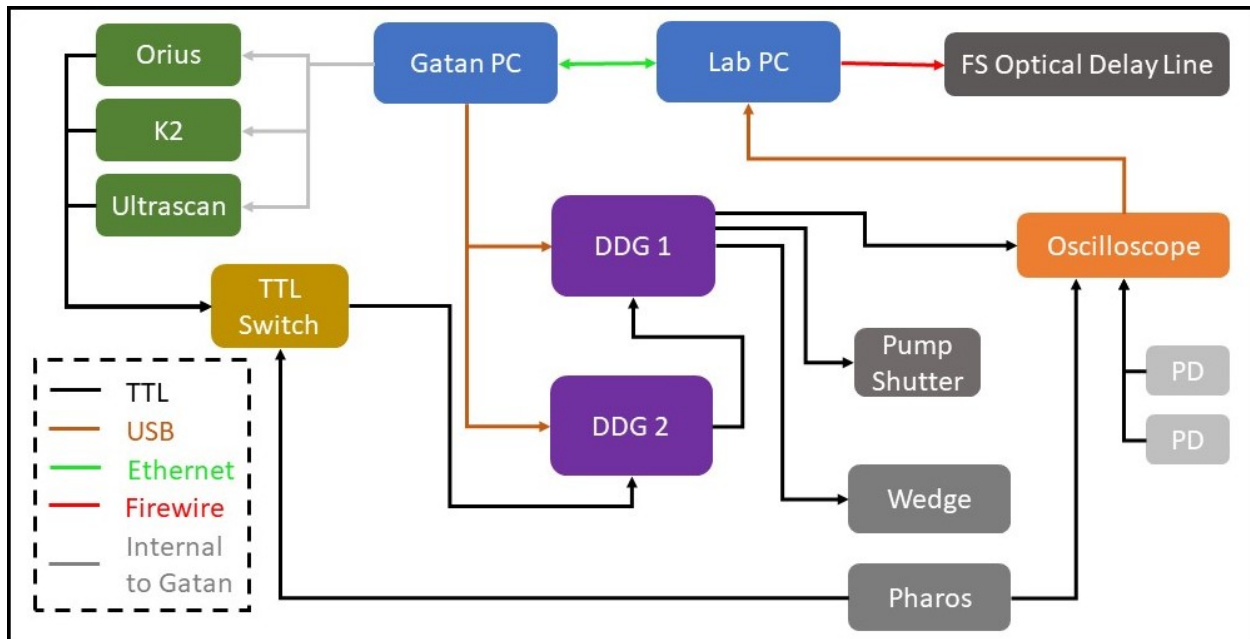 Orius
Gatan PC
Lab PC
FS Optical Delay Line
K2
Ultrascan
DDG 1
Oscilloscope
TTL
Switch
Pump
Shutter
PD
DDG 2
PD
Wedge
Pharos
TTL
USB
Ethernet
Firewire
Internal
to Gatan